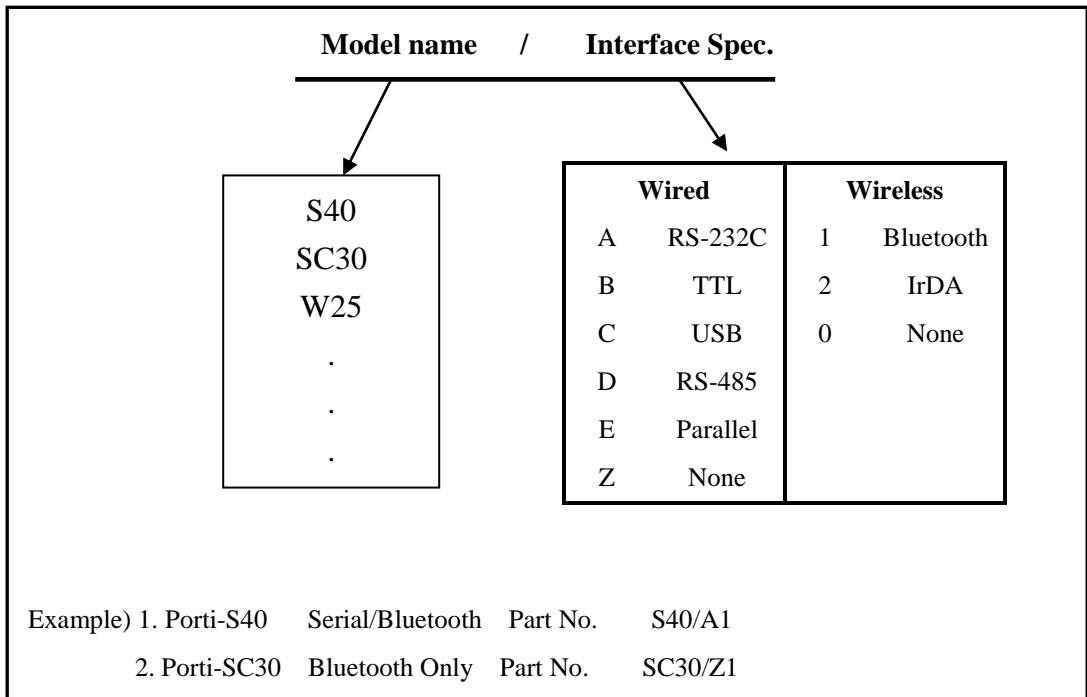 Model name / Interface Spec.
S40
SC30
W25
.
.
.
Wired Wireless
A RS-232C 1 Bluetooth
B TTL 2 IrDA
C USB 0 None
D RS-485
E Parallel
Z None
Example) 1. Porti-S40 Serial/Bluetooth Part No. S40/A1
2. Porti-SC30 Bluetooth Only Part No. SC30/Z1